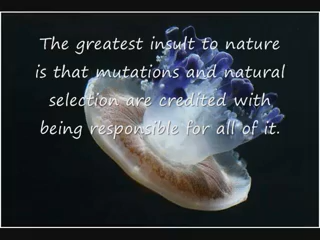 The greatest insult to nature
is that mutations and natural
selection are credited with
being responsible for all of it.